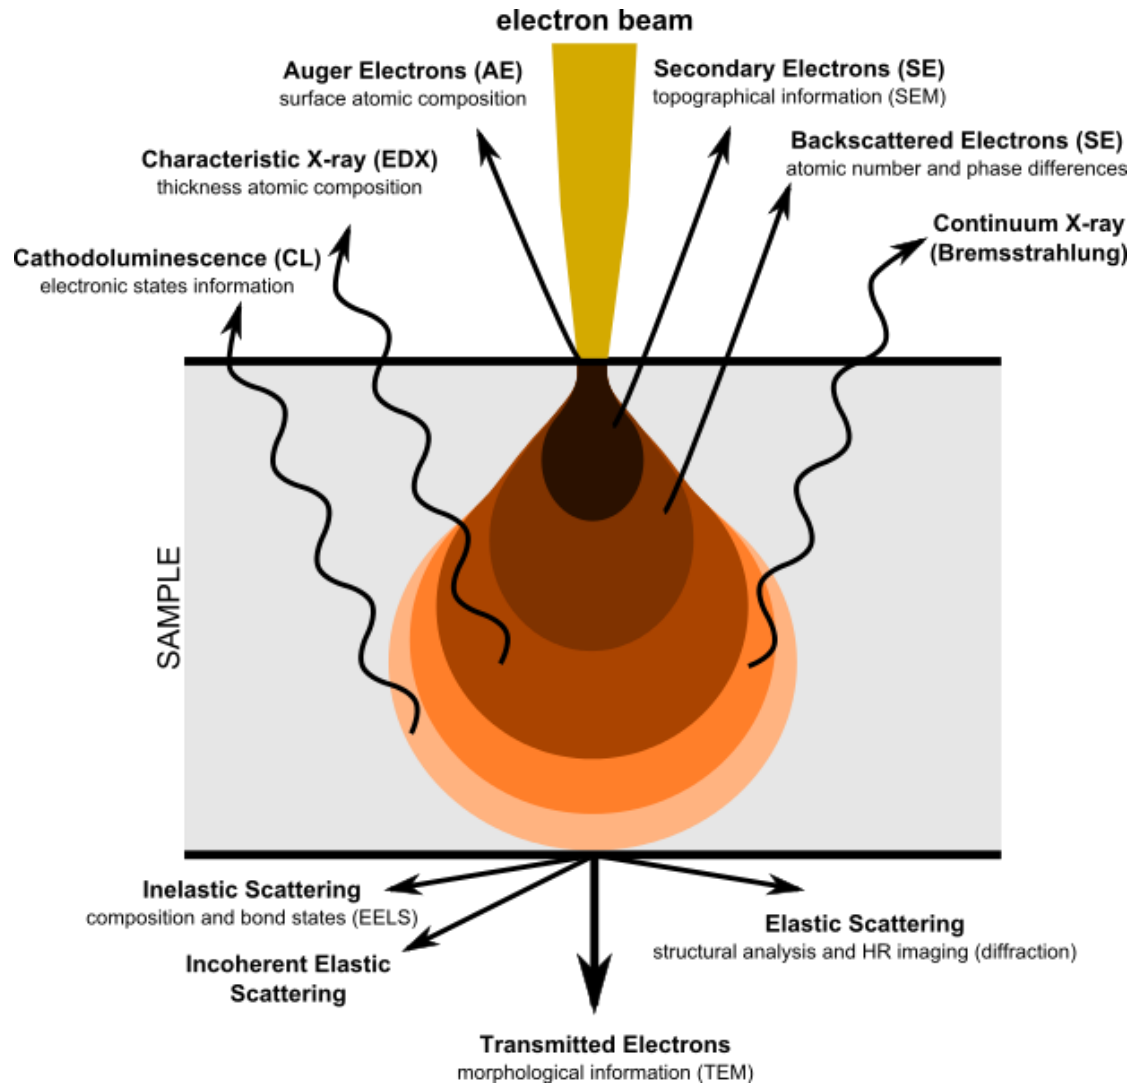 electron beam
Auger Electrons (AE)
surface atomic composition
Secondary Electrons (SE)
topographical information (SEM)
Characteristic X-ray (EDX)
thickness atomic composition
Backscattered Electrons (SE)
atomic number and phase differences
Cathodoluminescence (CL)
electronic states information
Continuum X-ray
(Bremsstrahlung)
SAMPLE
Inelastic Scattering
composition and bond states (EELS)
Incoherent Elastic
Scattering
Elastic Scattering
structural analysis and HR imaging (diffraction)
Transmitted Electrons
morphological information (TEM)